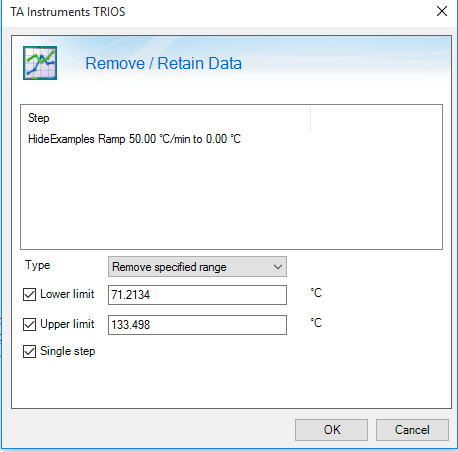 TA Instruments TRIOS
Remove / Retain Data
Step
HideExamples Ramp 50.00 °C/min to 0.00 °C
Type Remove specified range
Lower limit 71.2134 °C
Upper limit 133.498 °C
Single step
OK Cancel